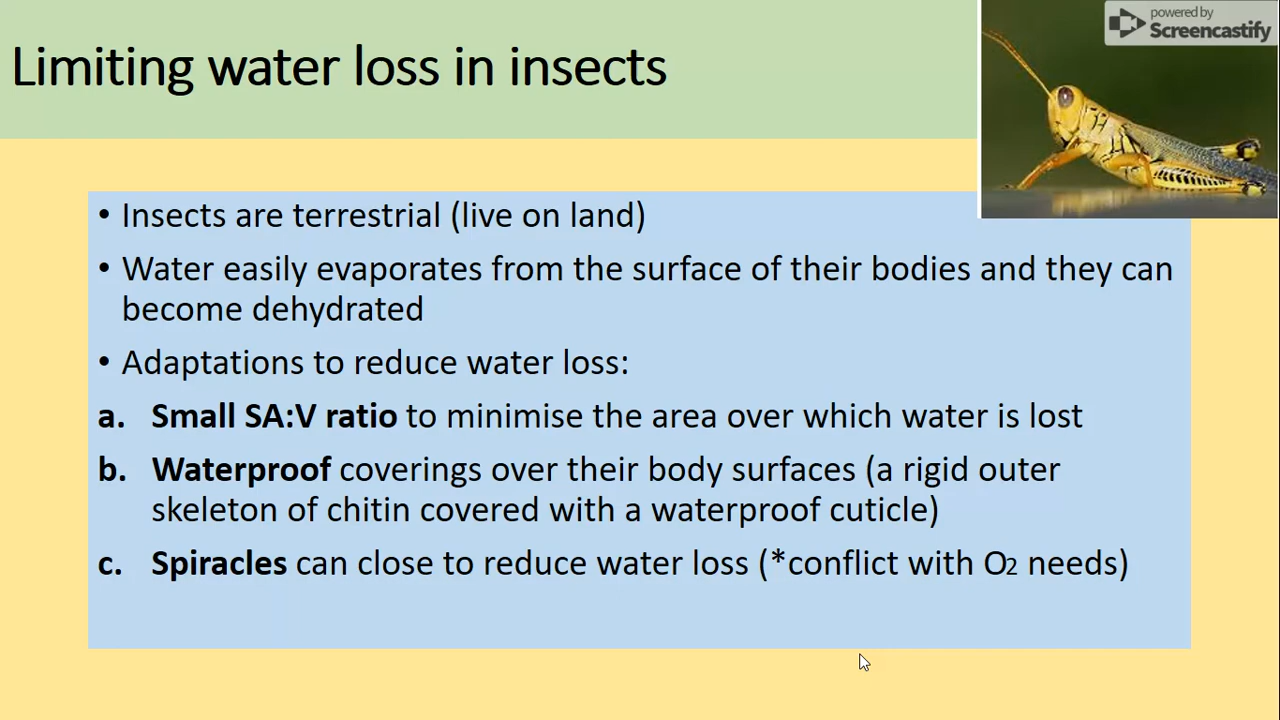 powered by
Screencastify
Limiting water loss in insects
• Insects are terrestrial (live on land)
• Water easily evaporates from the surface of their bodies and they can
become dehydrated
• Adaptations to reduce water loss:
a. Small SA:V ratio to minimise the area over which water is lost
b. Waterproof coverings over their body surfaces (a rigid outer
skeleton of chitin covered with a waterproof cuticle)
c. Spiracles can close to reduce water loss (*conflict with O2 needs)